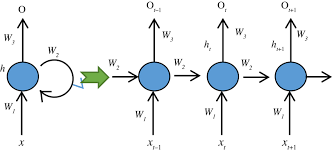 O O_{t-1} O_t O_{t+1}
W_3 W_3 h_t W_3 h_{t+1} W_3
h W_2 W_2 W_2 W_2
W_1 W_1 W_1 W_1
x x_{t-1} x_t x_{t+1}